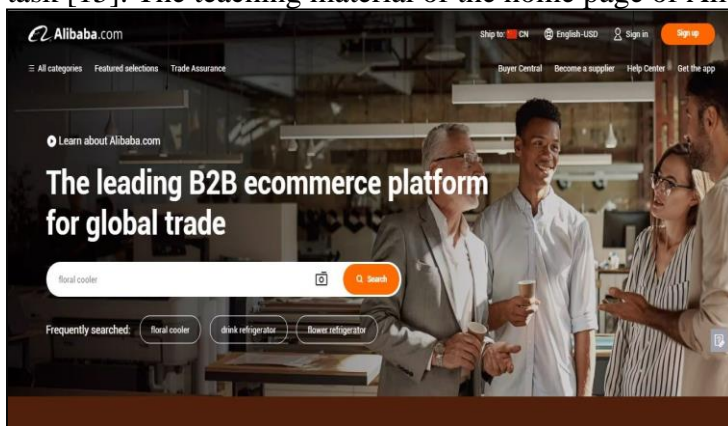 task [15]. The teaching material of the home page of
Alibaba.com
Ship to: CN English-USD Sign in Sign up
All categories Featured selections Trade Assurance
Buyer Central Become a supplier Help Center Get the app
Learn about Alibaba.com
The leading B2B ecommerce platform
for global trade
floral cooler Search
Frequently searched: floral cooler drink refrigerator flower refrigerator